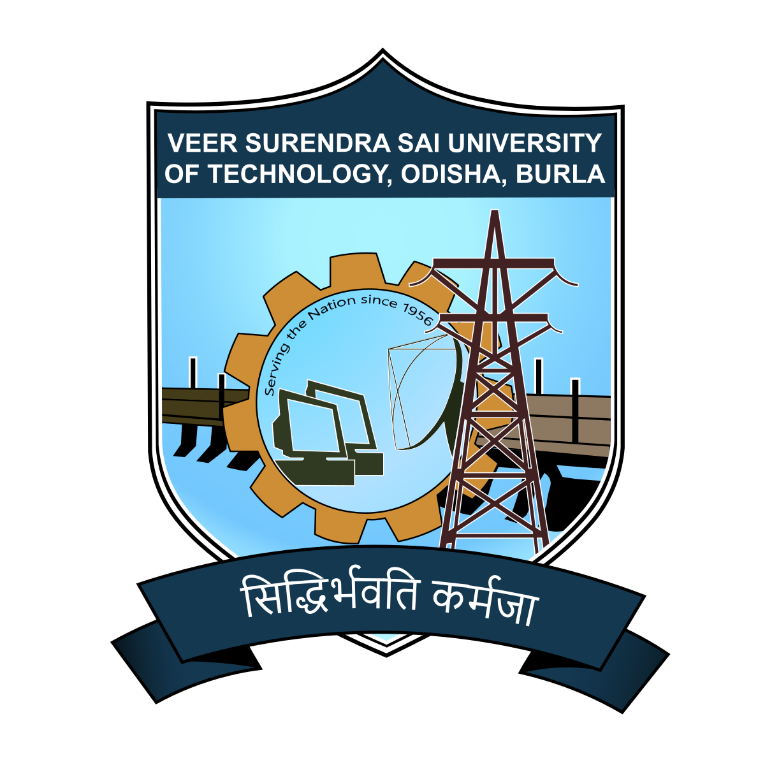 VEER SURENDRA SAI UNIVERSITY
OF TECHNOLOGY, ODISHA, BURLA
Serving the Nation since 1956
सिद्धिर्भवति कर्मजा